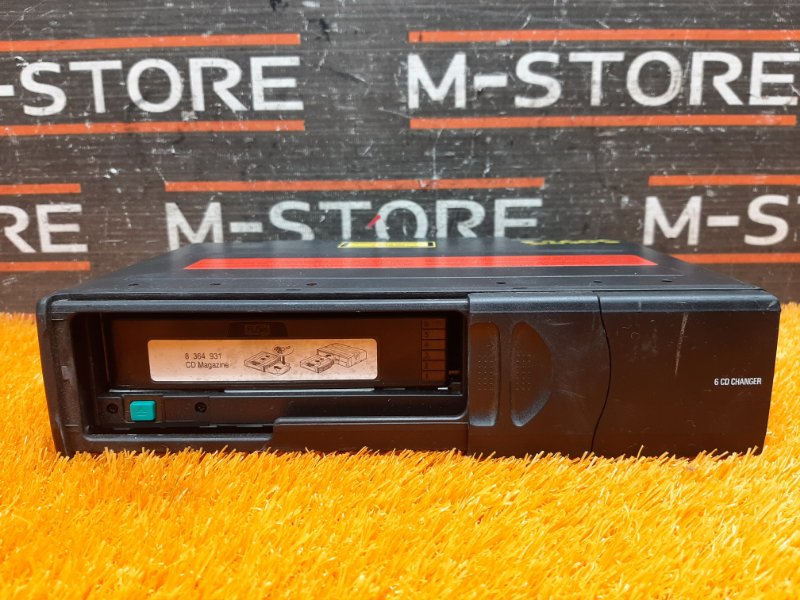 M-STORE
M-STORE
RE
M-STORE
M-S
8 364 931
CD Magazine
6 CD CHANGER